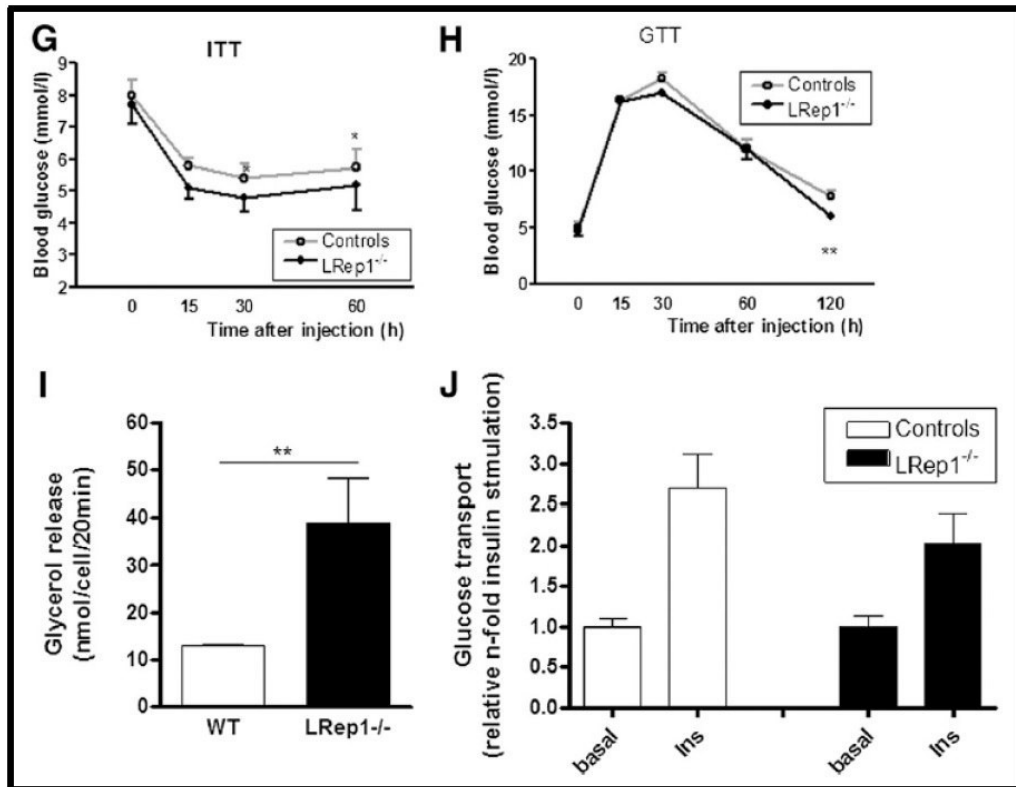 G
ITT
Blood glucose (mmol/l)
9
8
7
6
5
4
3
2
*
*
Controls
LRep1-/-
0 15 30 60
Time after injection (h)
H
GTT
Blood glucose (mmol/l)
20
15
10
5
0
Controls
LRep1-/-
**
0 15 30 60 120
Time after injection (h)
I
Glycerol release
(nmol/cell/20min)
60
50
40
30
20
10
0
**
WT LRep1-/-
J
Glucose transport
(relative n-fold insulin stmulation)
3.5
3.0
2.5
2.0
1.5
1.0
0.5
0.0
Controls
LRep1-/-
basal Ins basal Ins